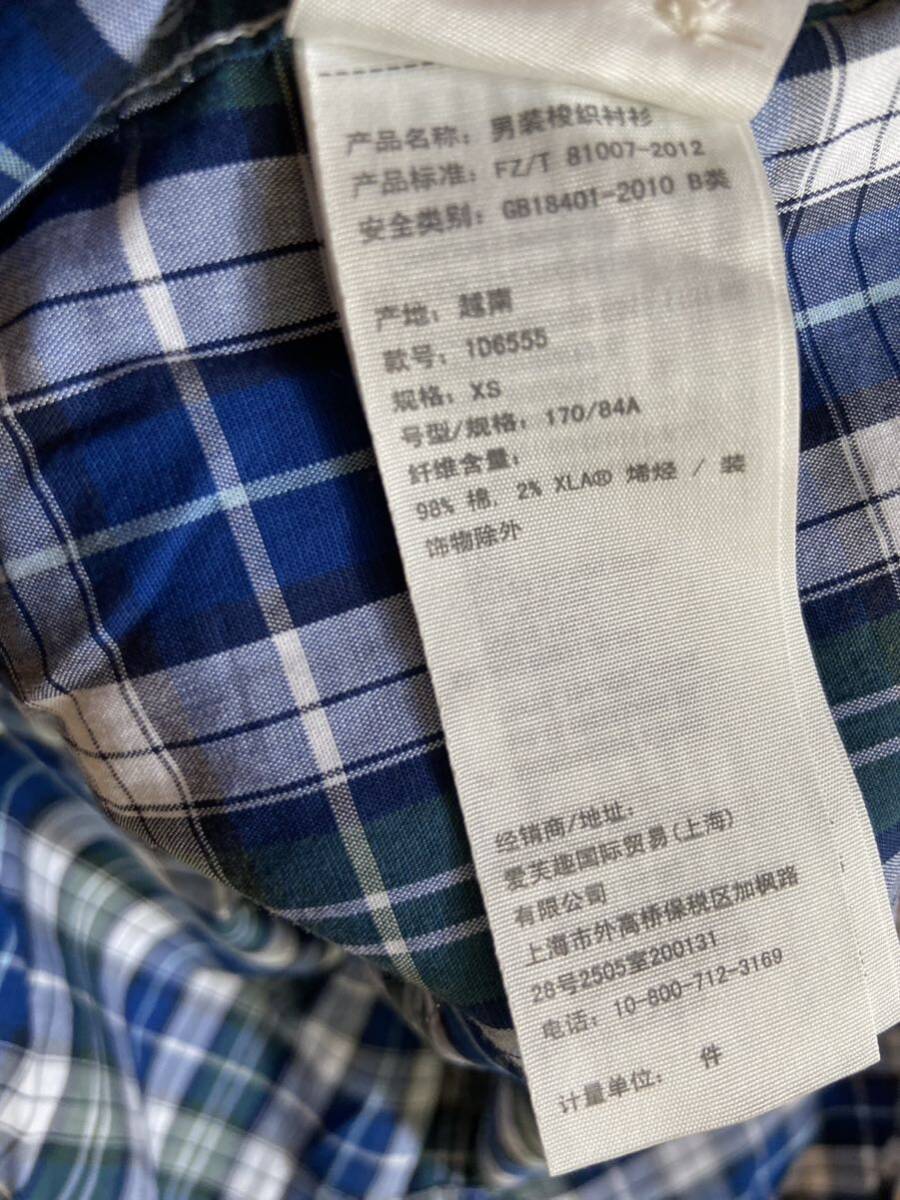 产品名称: 男装梭织衬衫
产品标准: FZ/T 81007-2012
安全类别: GB18401-2010 B类
产地: 越南
款号: 1D6555
规格: XS
号型/规格: 170/84A
纤维含量:
98% 棉, 2% XLA® 烯烃 / 装
饰物除外
经销商/地址:
爱芙趣国际贸易(上海)
有限公司
上海市外高桥保税区加枫路
26号2505室200131
电话: 10-800-712-3169
计量单位: 件